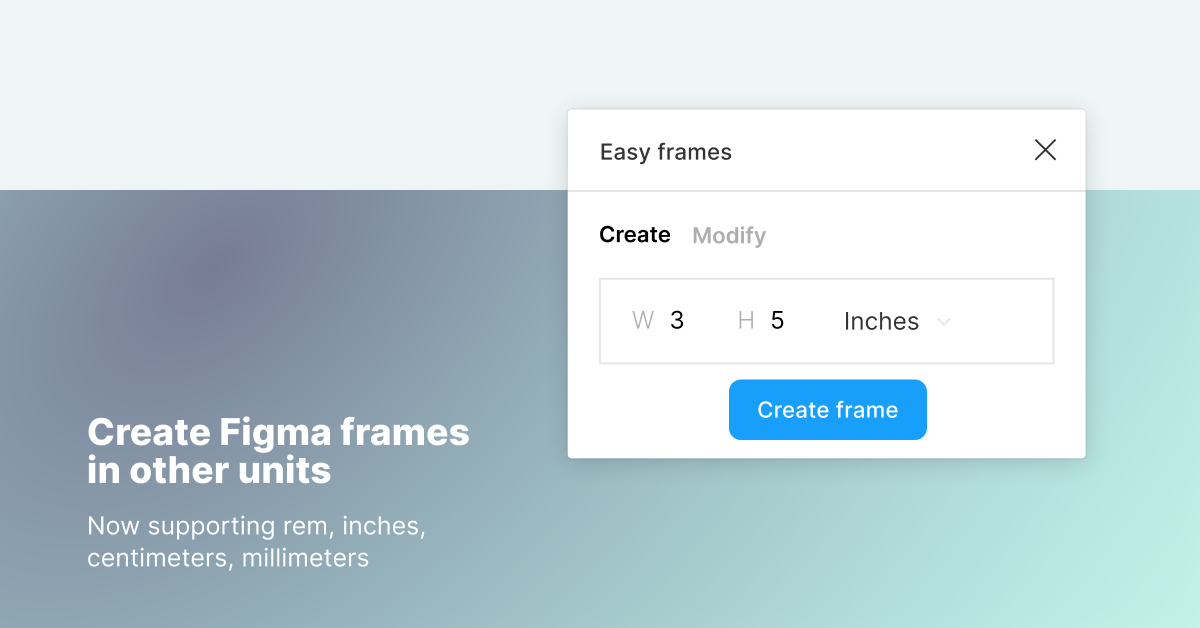 Easy frames
Create Modify
W 3 H 5 Inches
Create frame
Create Figma frames
in other units
Now supporting rem, inches,
centimeters, millimeters